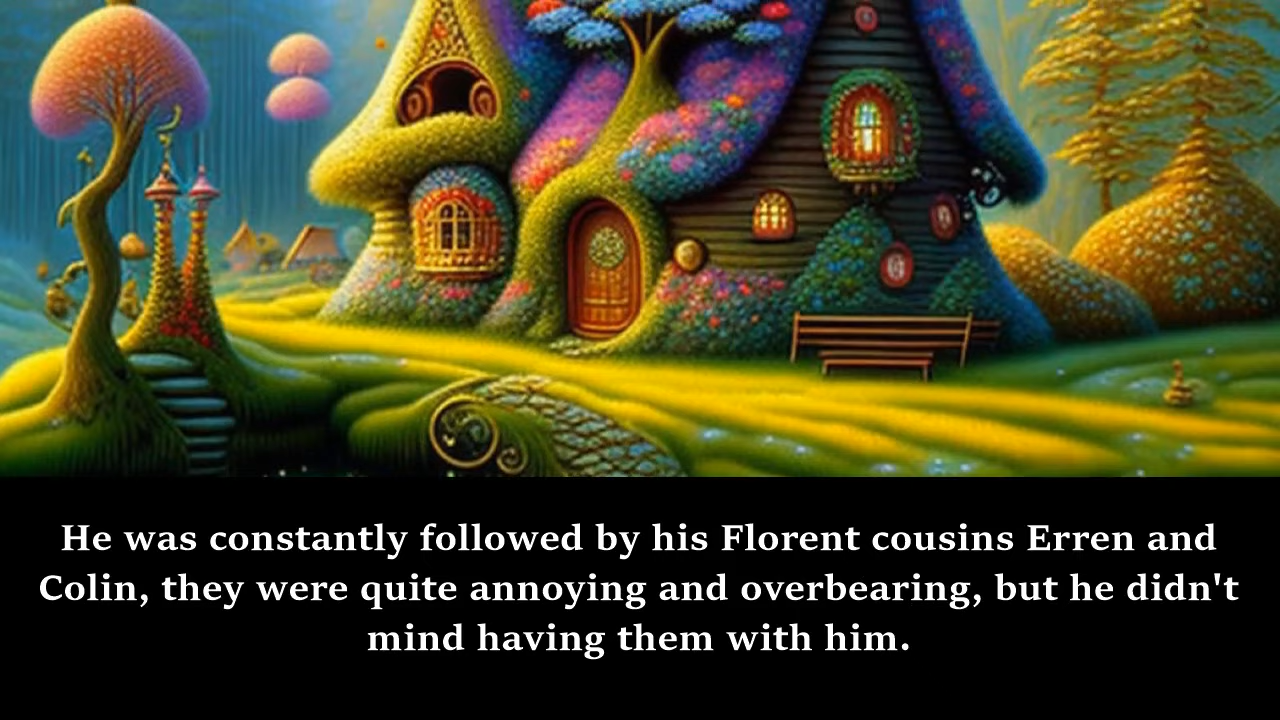 He was constantly followed by his Florent cousins Erren and
Colin, they were quite annoying and overbearing, but he didn't
mind having them with him.